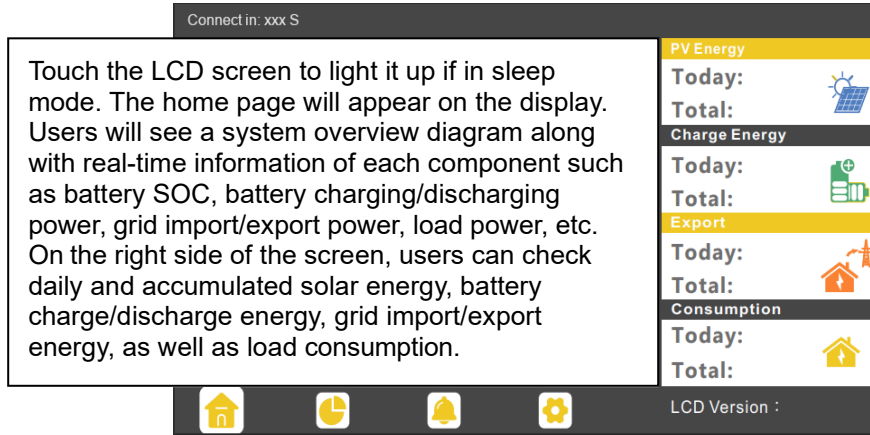 Connect in: xxx S
Touch the LCD screen to light it up if in sleep
mode. The home page will appear on the display.
Users will see a system overview diagram along
with real-time information of each component such
as battery SOC, battery charging/discharging
power, grid import/export power, load power, etc.
On the right side of the screen, users can check
daily and accumulated solar energy, battery
charge/discharge energy, grid import/export
energy, as well as load consumption.
PV Energy
Today:
Total:
Charge Energy
Today:
Total:
Export
Today:
Total:
Consumption
Today:
Total:
LCD Version：